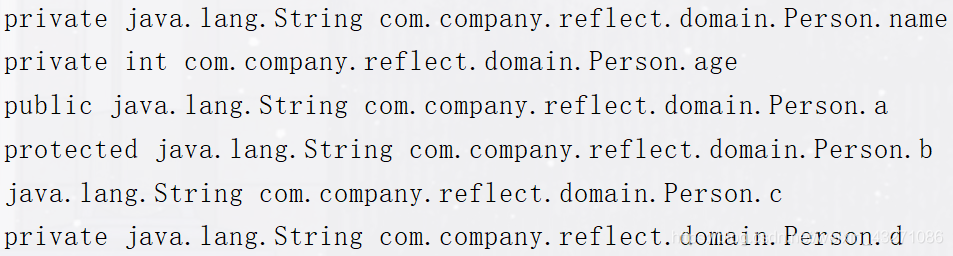 private java.lang.String com.company.reflect.domain.Person.name
private int com.company.reflect.domain.Person.age
public java.lang.String com.company.reflect.domain.Person.a
protected java.lang.String com.company.reflect.domain.Person.b
java.lang.String com.company.reflect.domain.Person.c
private java.lang.String com.company.reflect.domain.Person.d